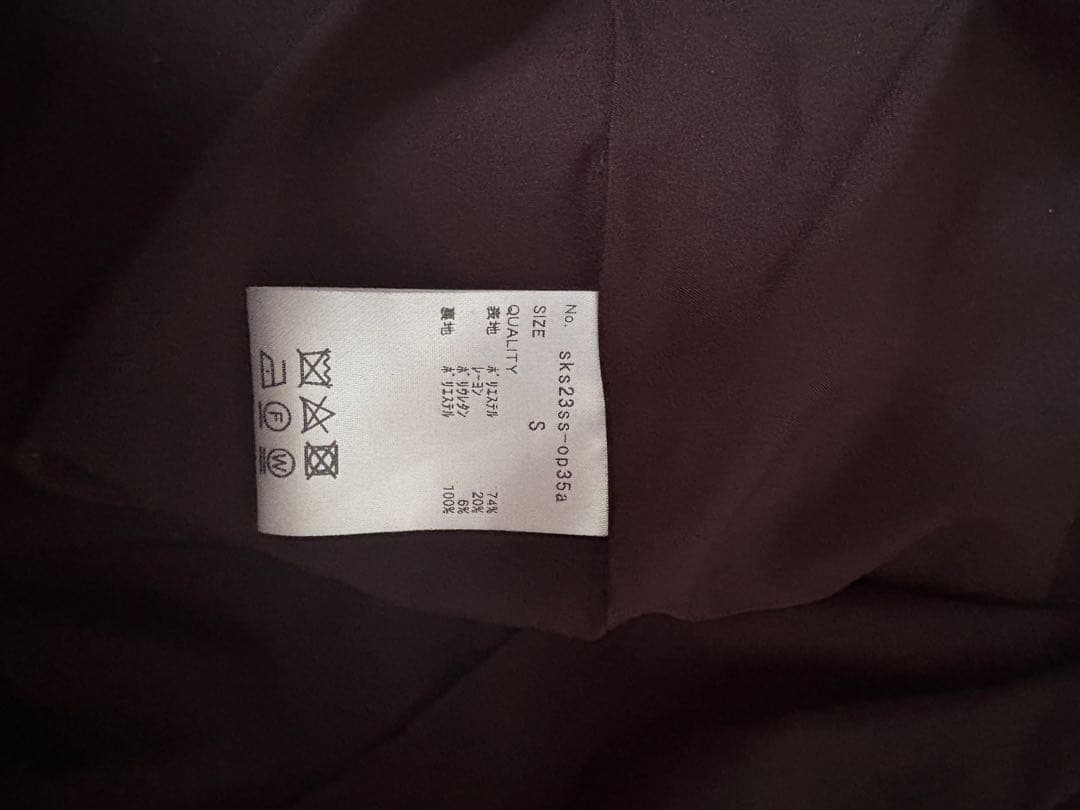 No. sks23ss-op35a
SIZE S
QUALITY
表地 ポリエステル 74%
レーヨン 20%
ポリウレタン 6%
裏地 ポリエステル 100%
F W